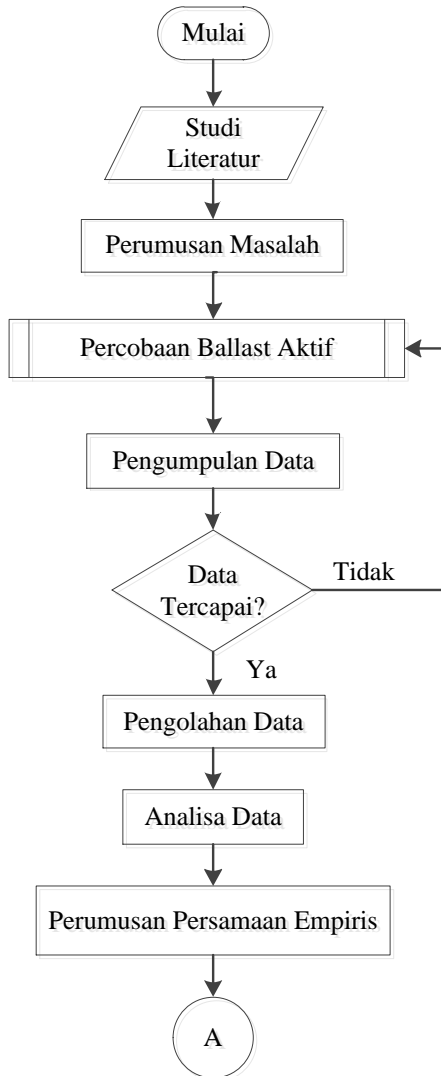 Mulai
Studi
Literatur
Perumusan Masalah
Percobaan Ballast Aktif
Pengumpulan Data
Data
Tercapai?
Tidak
Ya
Pengolahan Data
Analisa Data
Perumusan Persamaan Empiris
A